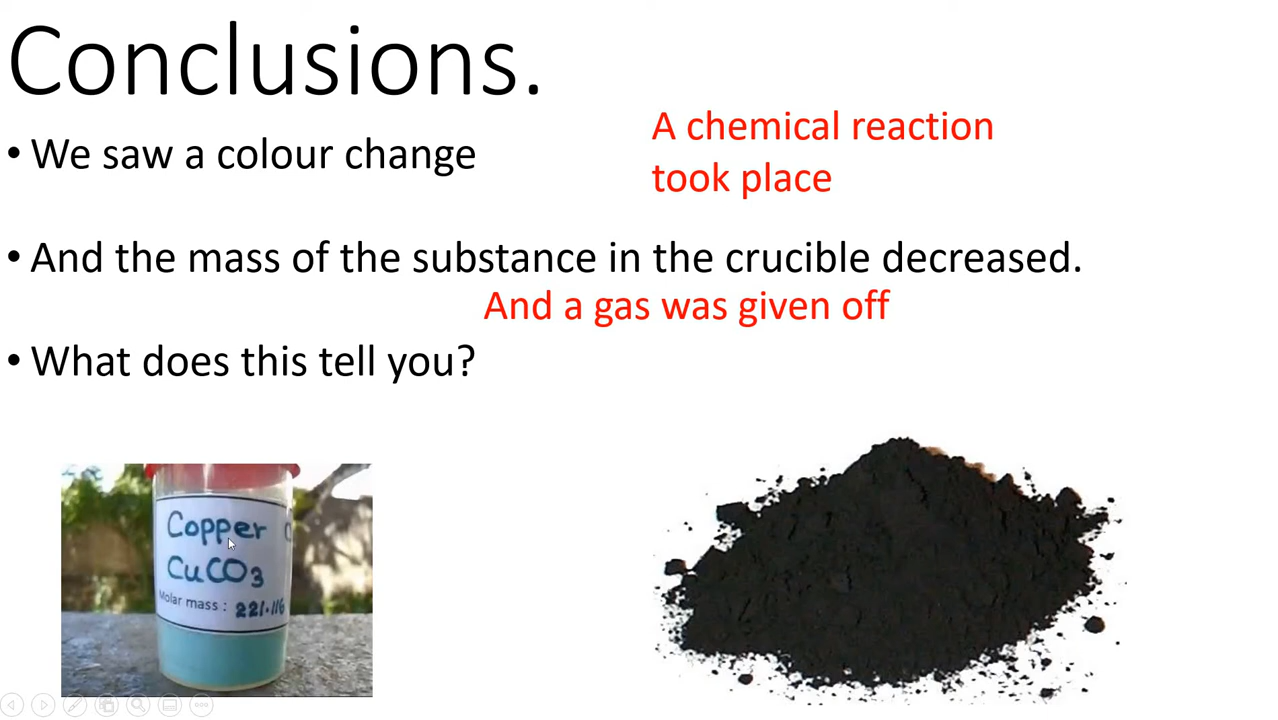 Conclusions.
• We saw a colour change
A chemical reaction
took place
• And the mass of the substance in the crucible decreased.
And a gas was given off
• What does this tell you?
Copper C
CuCO3
Molar mass : 221.116